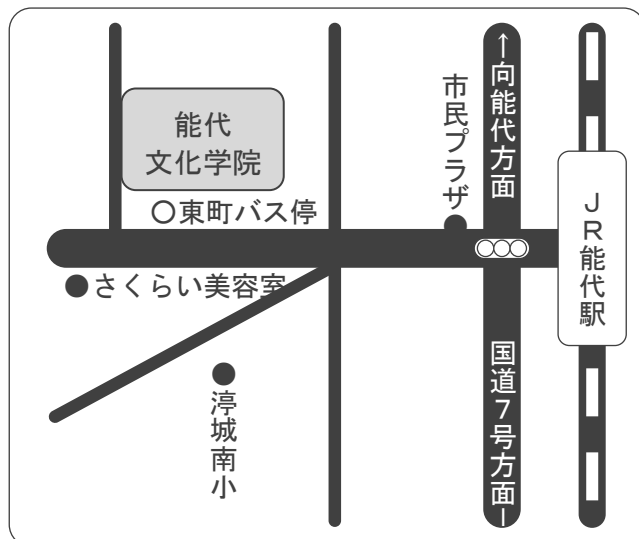 能代
文化学院
○東町バス停
●さくらい美容室
市民プラザ
←向能代方面
JR能代駅
渟城南小
国道7号方面→